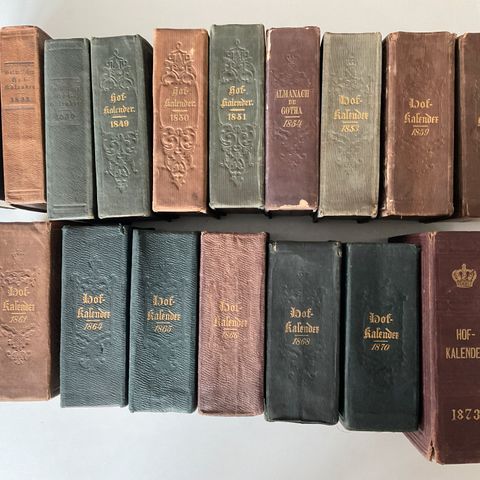 Hof-
Kalender
Hof-
Kalender.
1849
Hof-
Kalender.
1850
Hof-
Kalender.
1851
ALMANACH
DE
GOTHA
1854
Hof-
Kalender
1853
Hof-
Kalender
1859
Hof-
Kalender
1861
Hof-
Kalender
1864
Hof-
Kalender
1865
Hof-
Kalender
1866
Hof-
Kalender
1868
Hof-
Kalender
1870
HOF-
KALENDE
1873